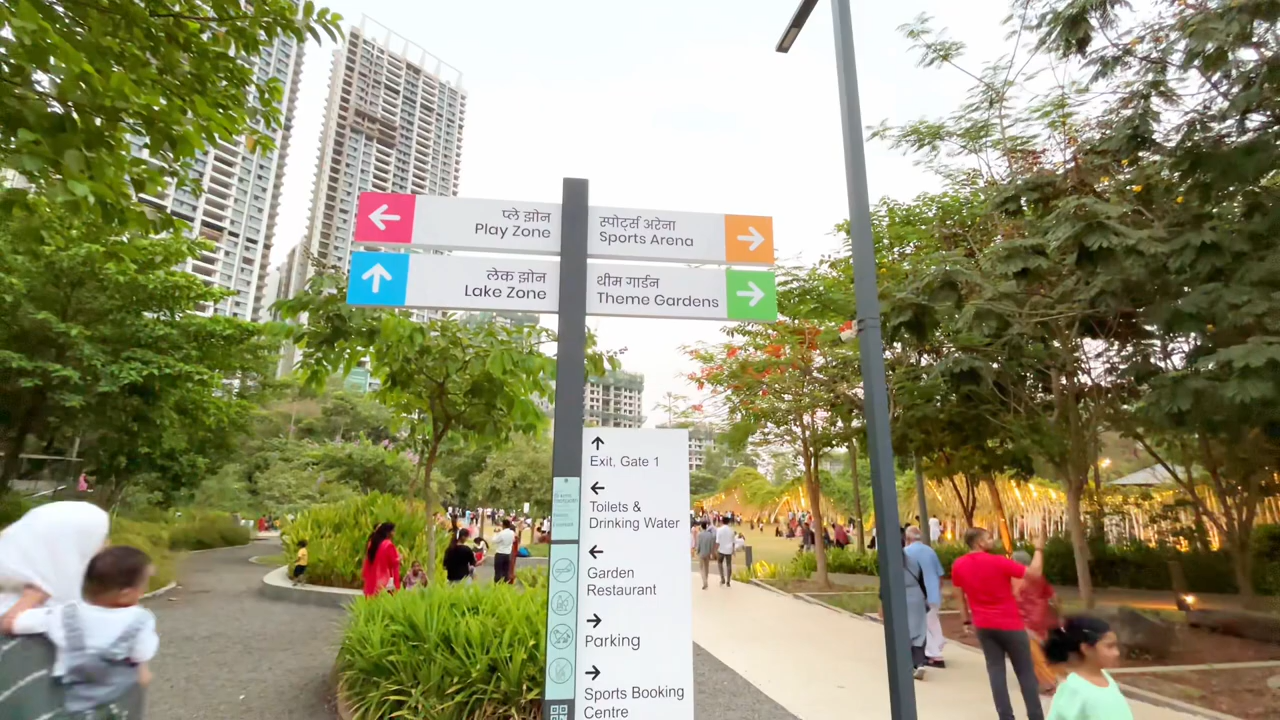 प्ले झोन
Play Zone
स्पोर्ट्स अरेना
Sports Arena
लेक झोन
Lake Zone
थीम गार्डन
Theme Gardens
Exit, Gate 1
Toilets &
Drinking Water
Garden
Restaurant
Parking
Sports Booking
Centre